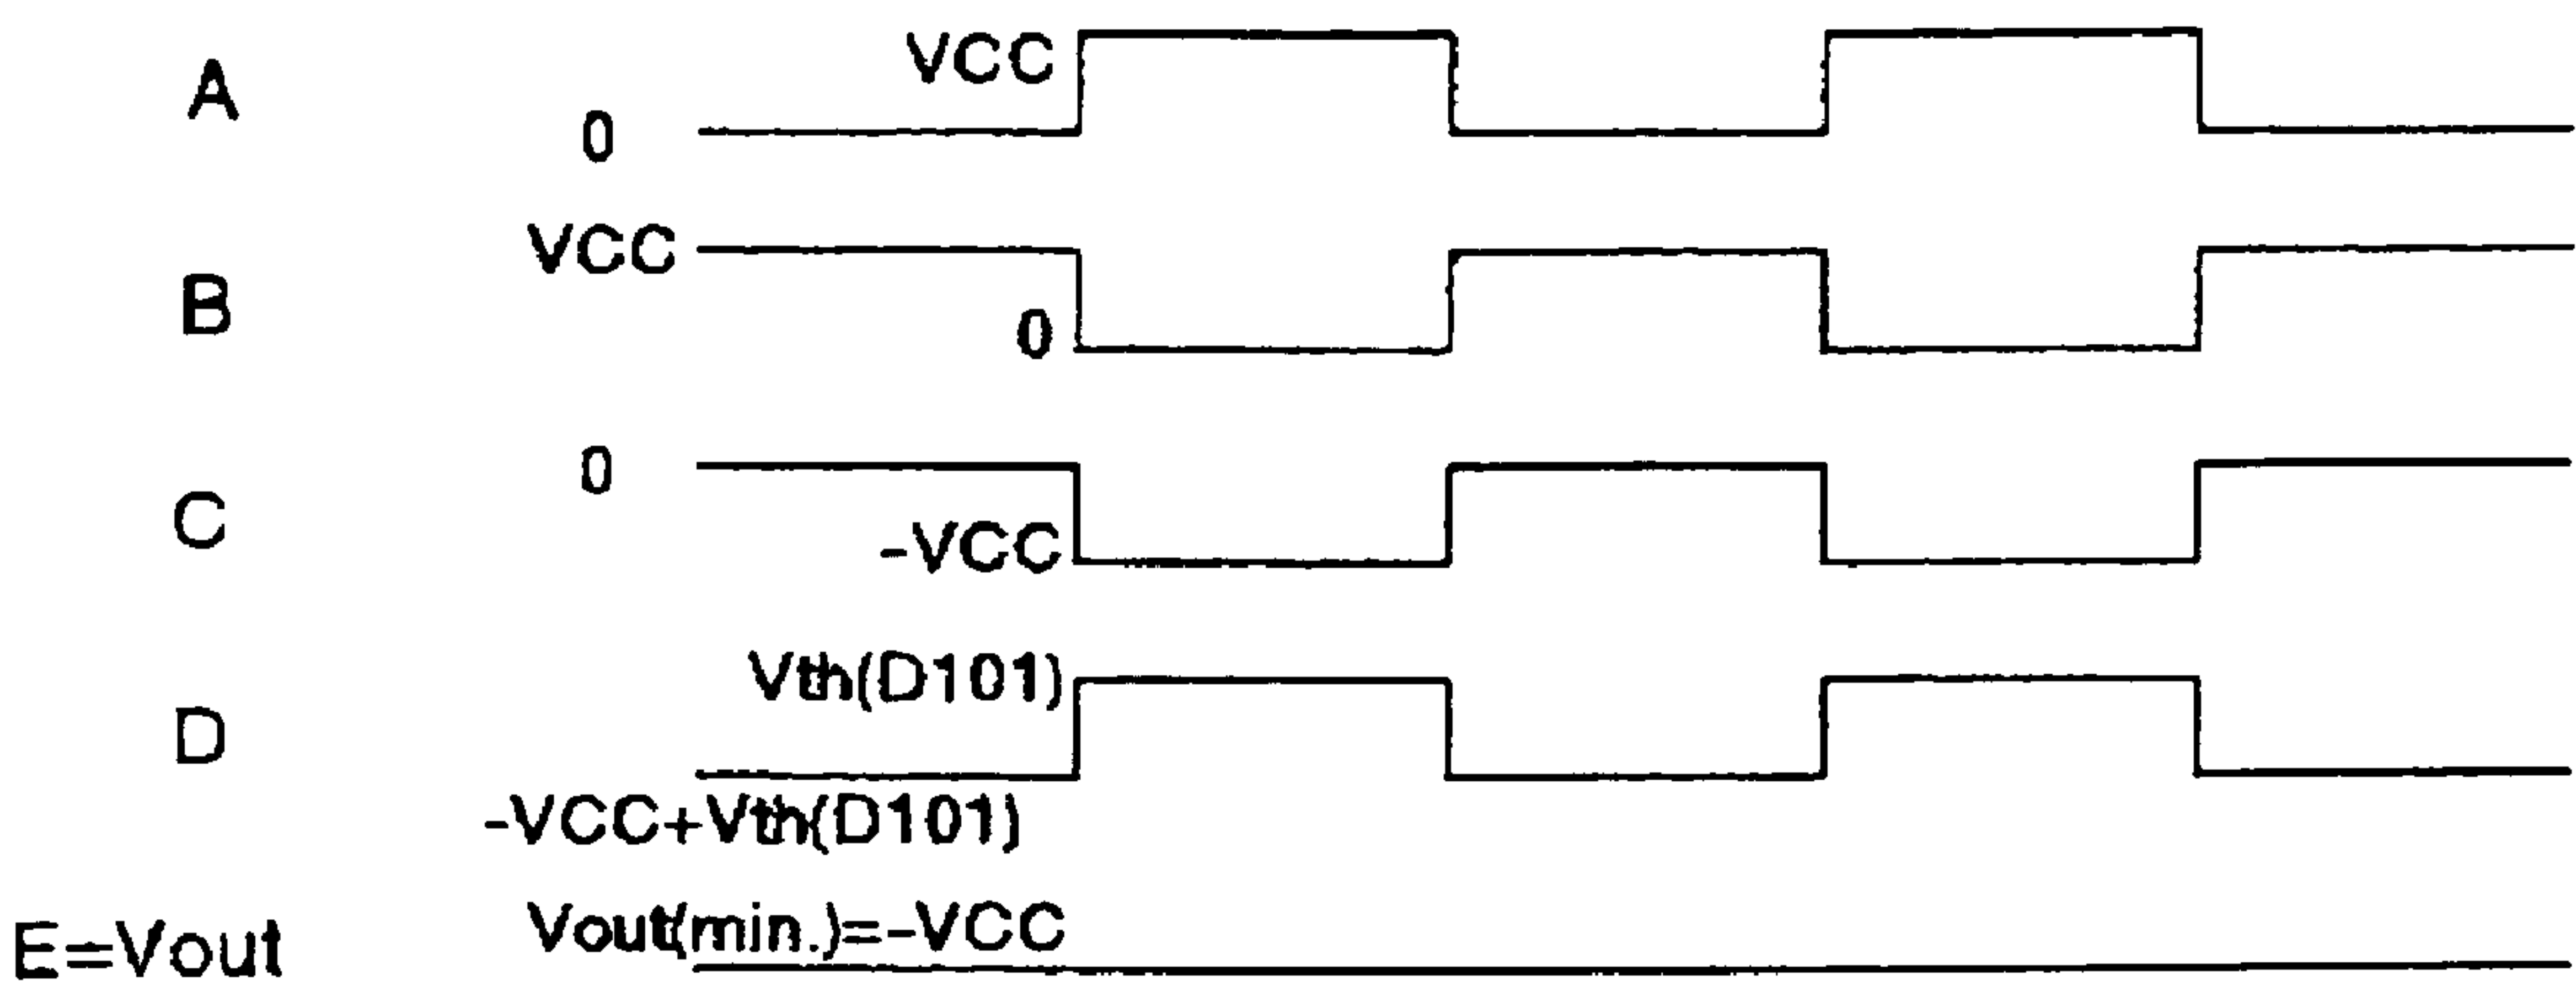 A
VCC
0
B
VCC
0
C
0
-VCC
D
Vth(D101)
-VCC+Vth(D101)
E=Vout
Vout(min.)=-VCC